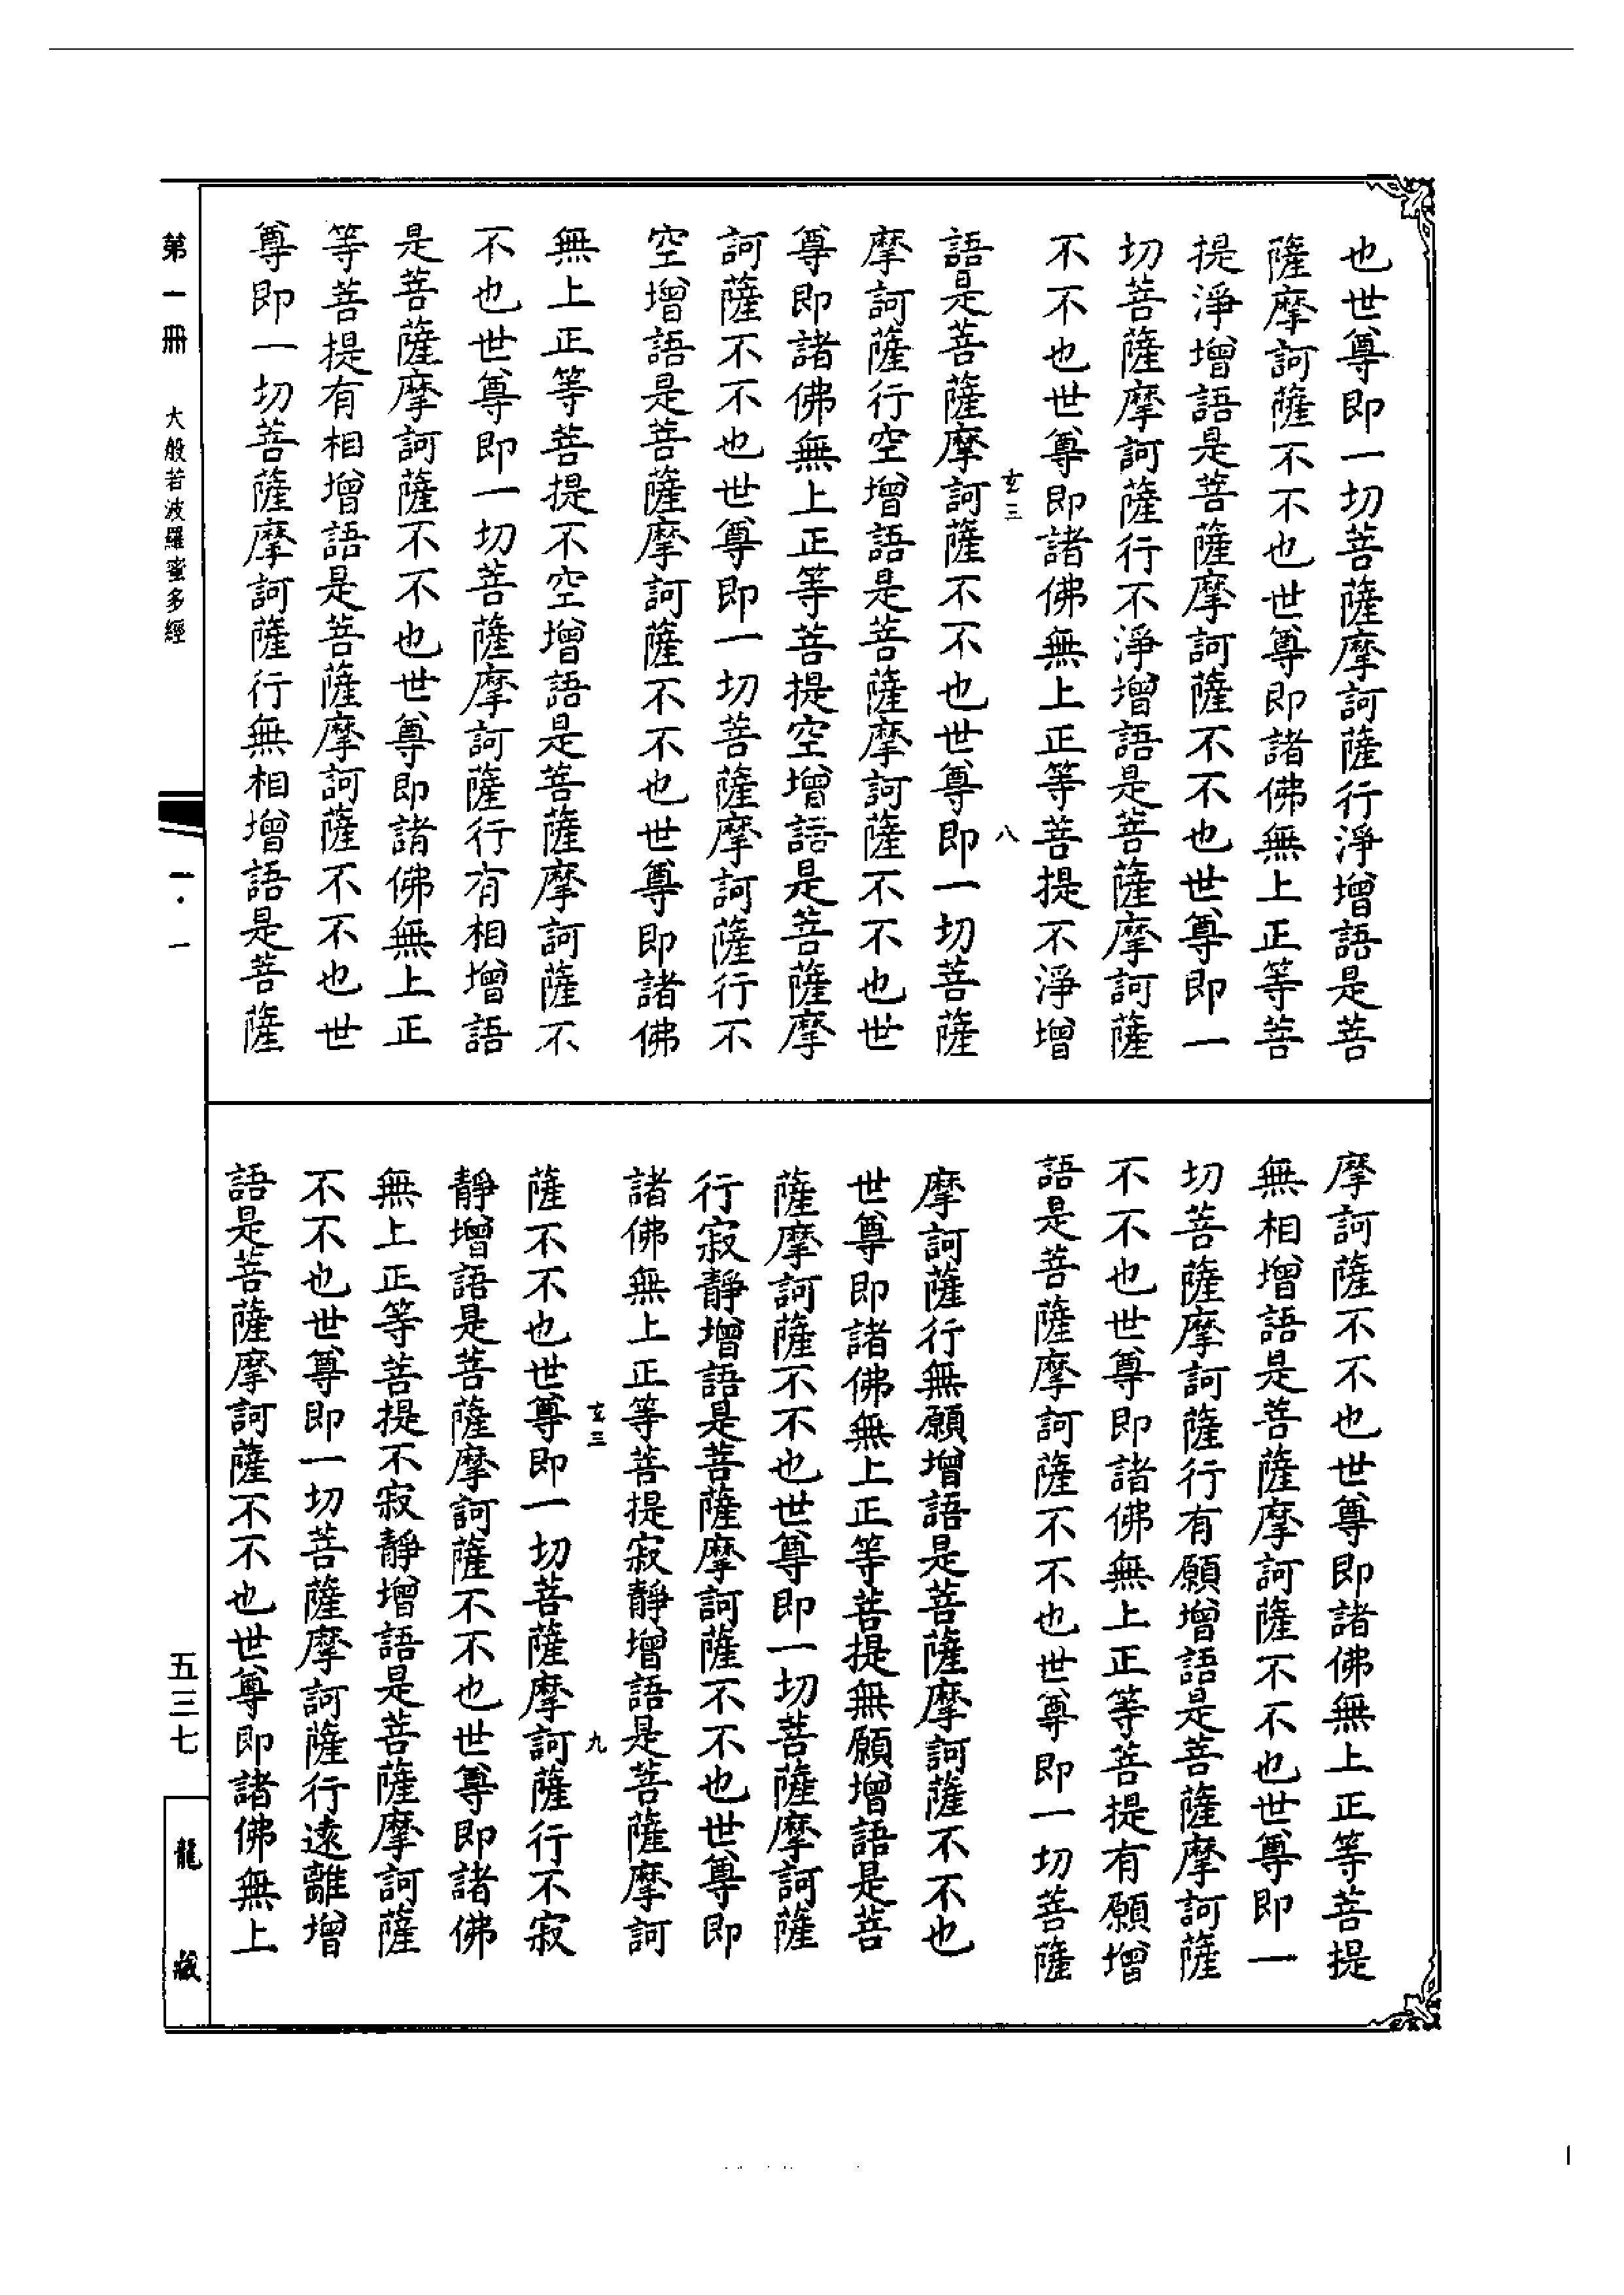 也世尊即一切菩薩摩訶薩行淨增語是菩
薩摩訶薩不不也世尊即諸佛無上正等菩
提淨增語是菩薩摩訶薩不不也世尊即一
切菩薩摩訶薩行不淨增語是菩薩摩訶薩
不不也世尊即諸佛無上正等菩提不淨增
玄三 八
語是菩薩摩訶薩不不也世尊即一切菩薩
摩訶薩行空增語是菩薩摩訶薩不不也世
尊即諸佛無上正等菩提空增語是菩薩摩
訶薩不不也世尊即一切菩薩摩訶薩行不
空增語是菩薩摩訶薩不不也世尊即諸佛
無上正等菩提不空增語是菩薩摩訶薩不
不也世尊即一切菩薩摩訶薩行有相增語
是菩薩摩訶薩不不也世尊即諸佛無上正
等菩提有相增語是菩薩摩訶薩不不也世
尊即一切菩薩摩訶薩行無相增語是菩薩
摩訶薩不不也世尊即諸佛無上正等菩提
無相增語是菩薩摩訶薩不不也世尊即一
切菩薩摩訶薩行有願增語是菩薩摩訶薩
不不也世尊即諸佛無上正等菩提有願增
語是菩薩摩訶薩不不也世尊即一切菩薩
摩訶薩行無願增語是菩薩摩訶薩不不也
世尊即諸佛無上正等菩提無願增語是菩
薩摩訶薩不不也世尊即一切菩薩摩訶薩
行寂靜增語是菩薩摩訶薩不不也世尊即
諸佛無上正等菩提寂靜增語是菩薩摩訶
玄三 九
薩不不也世尊即一切菩薩摩訶薩行不寂
靜增語是菩薩摩訶薩不不也世尊即諸佛
無上正等菩提不寂靜增語是菩薩摩訶薩
不不也世尊即一切菩薩摩訶薩行遠離增
語是菩薩摩訶薩不不也世尊即諸佛無上
第一冊 大般若波羅蜜多經
一·一
五三七
龍藏